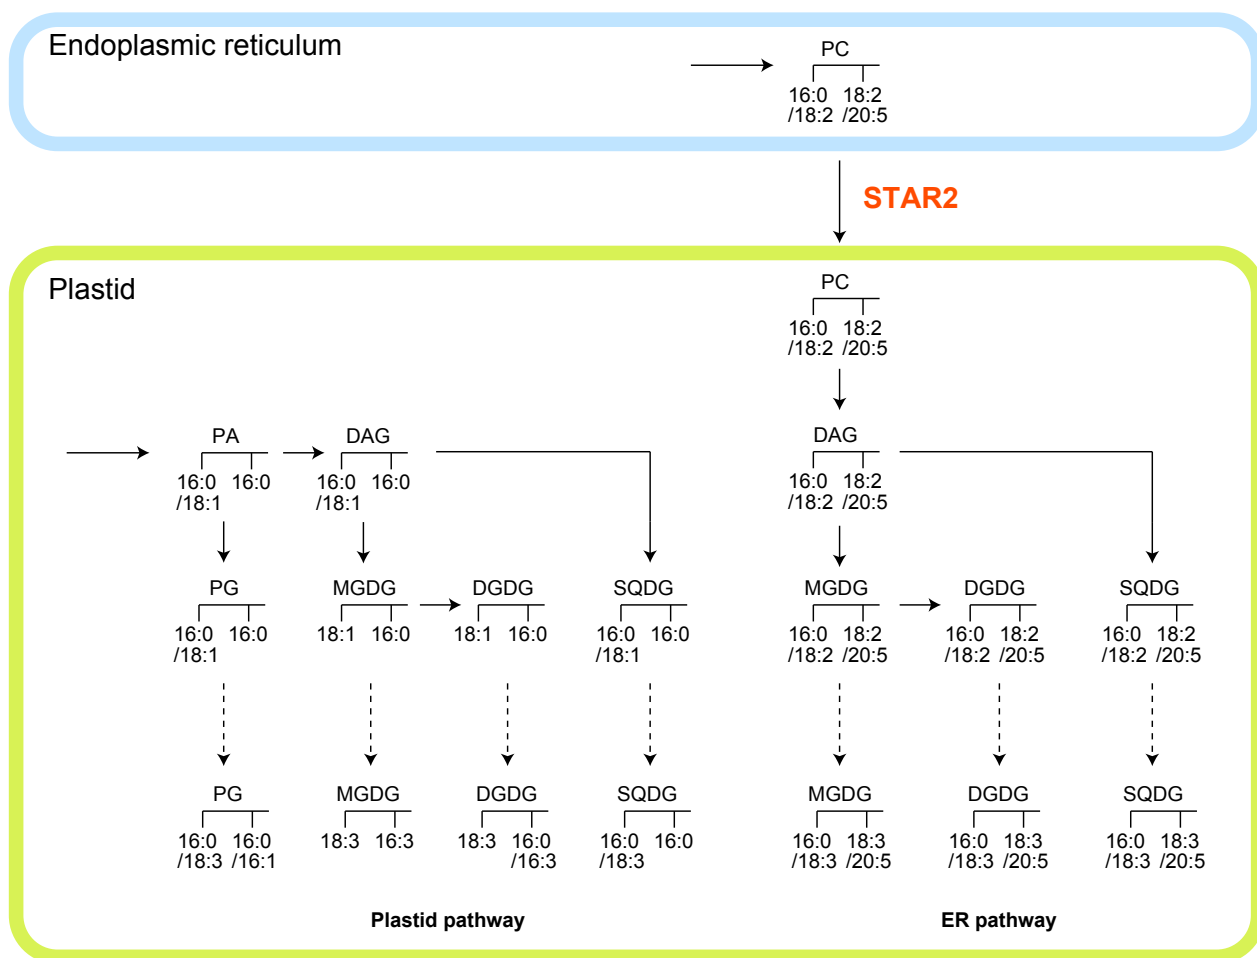 Endoplasmic reticulum
PC
16:0 18:2
/18:2 /20:5
STAR2
Plastid
PC
16:0 18:2
/18:2 /20:5
PA DAG DAG
16:0 16:0 16:0 16:0 16:0 18:2
/18:1 /18:1 /18:2 /20:5
PG MGDG DGDG SQDG MGDG DGDG SQDG
16:0 16:0 18:1 16:0 18:1 16:0 16:0 16:0 16:0 18:2 16:0 18:2 16:0 18:2
/18:1 /18:1 /18:2 /20:5 /18:2 /20:5 /18:2 /20:5
PG MGDG DGDG SQDG MGDG DGDG SQDG
16:0 16:0 18:3 16:3 18:3 16:0 16:0 16:0 16:0 18:3 16:0 18:3 16:0 18:3
/18:3 /16:1 /16:3 /18:3 /18:3 /20:5 /18:3 /20:5 /18:3 /20:5
Plastid pathway ER pathway